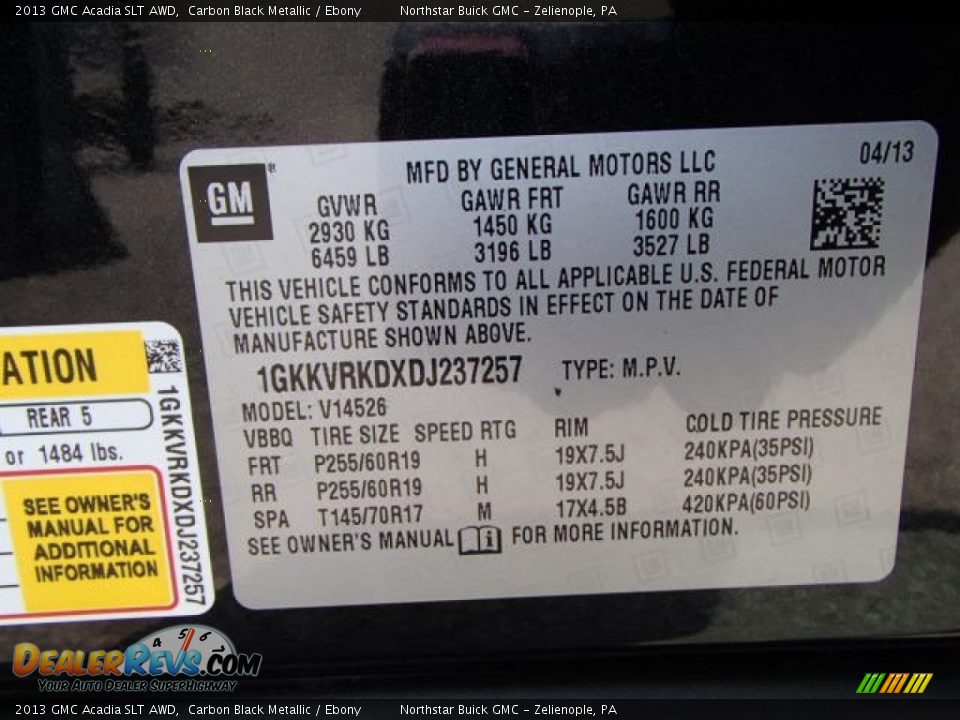 2013 GMC Acadia SLT AWD,  Carbon Black Metallic / Ebony  Northstar Buick GMC - Zelienople, PA
GM®
MFD BY GENERAL MOTORS LLC 04/13
GVWR GAWR FRT GAWR RR
2930 KG 1450 KG 1600 KG
6459 LB 3196 LB 3527 LB
THIS VEHICLE CONFORMS TO ALL APPLICABLE U.S. FEDERAL MOTOR
VEHICLE SAFETY STANDARDS IN EFFECT ON THE DATE OF
MANUFACTURE SHOWN ABOVE.
1GKKVRKDXDJ237257 TYPE: M.P.V.
MODEL: V14526
VBBQ TIRE SIZE SPEED RTG RIM COLD TIRE PRESSURE
FRT P255/60R19 H 19X7.5J 240KPA(35PSI)
RR P255/60R19 H 19X7.5J 240KPA(35PSI)
SPA T145/70R17 M 17X4.5B 420KPA(60PSI)
SEE OWNER'S MANUAL i FOR MORE INFORMATION.
ATION
REAR 5
or 1484 lbs.
SEE OWNER'S
MANUAL FOR
ADDITIONAL
INFORMATION
1GKKVRKDXDJ237257
4 5 6
DEALERREVS.COM
YOUR AUTO DEALER SUPERHIGHWAY
2013 GMC Acadia SLT AWD,  Carbon Black Metallic / Ebony  Northstar Buick GMC - Zelienople, PA